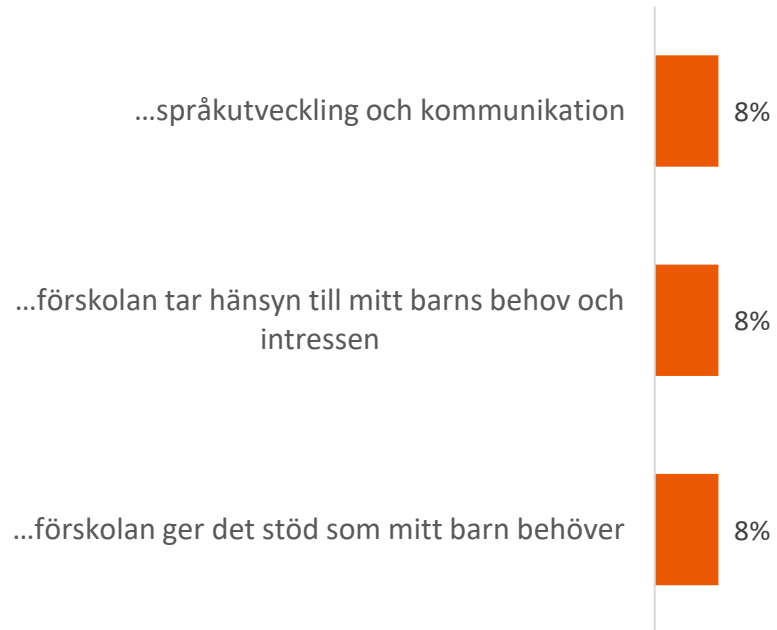 ...språkutveckling och kommunikation
8%
...förskolan tar hänsyn till mitt barns behov och
intressen
8%
...förskolan ger det stöd som mitt barn behöver
8%